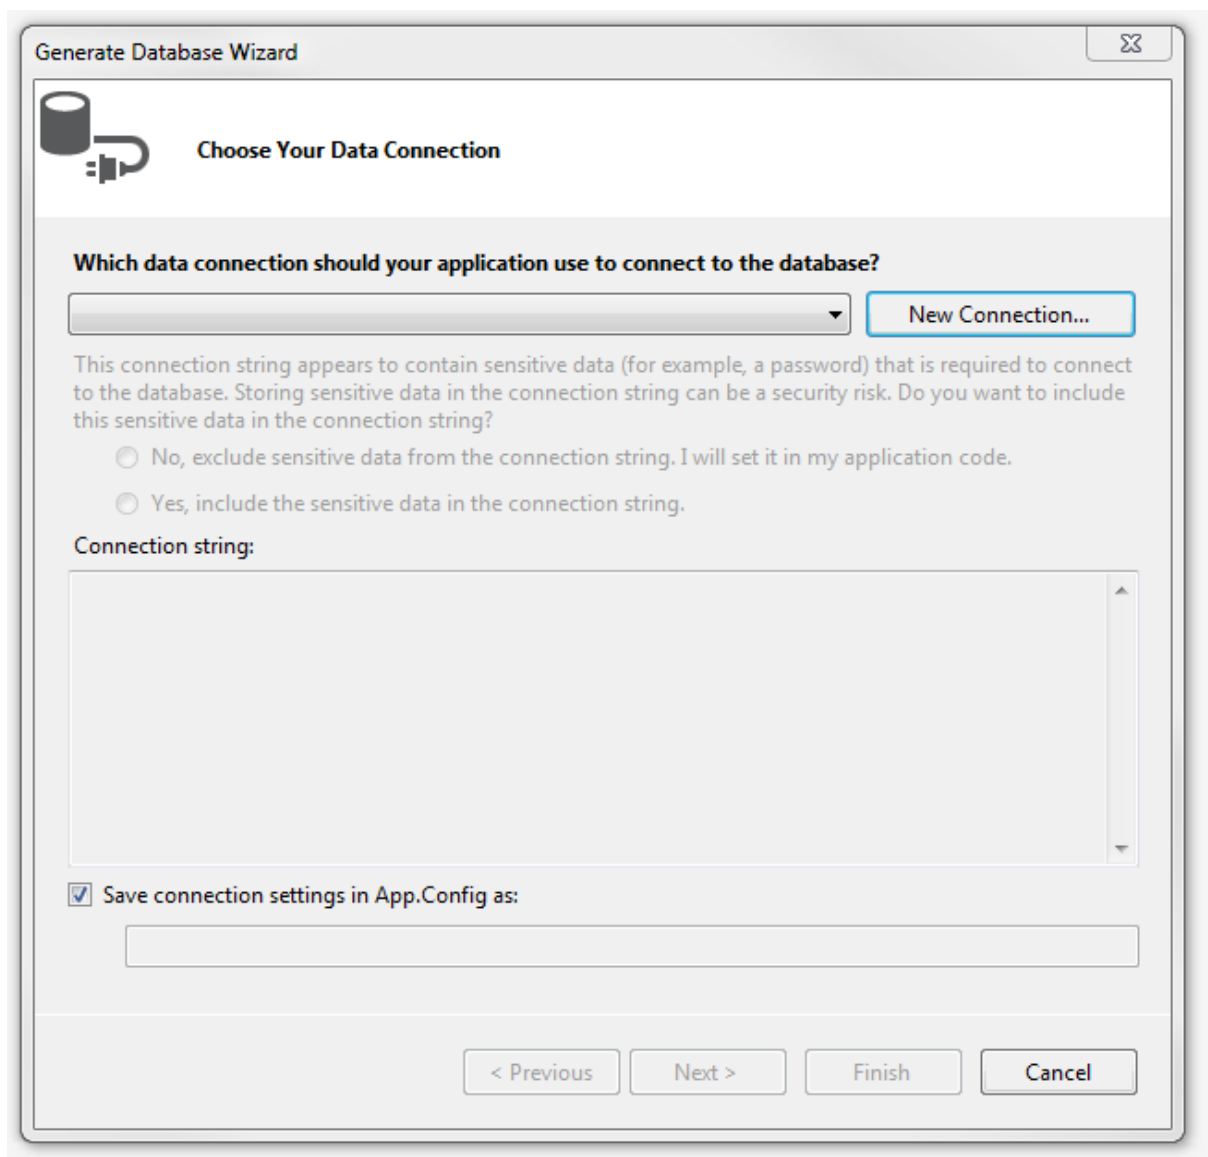 Generate Database Wizard
Choose Your Data Connection
Which data connection should your application use to connect to the database?
New Connection...
This connection string appears to contain sensitive data (for example, a password) that is required to connect
to the database. Storing sensitive data in the connection string can be a security risk. Do you want to include
this sensitive data in the connection string?
No, exclude sensitive data from the connection string. I will set it in my application code.
Yes, include the sensitive data in the connection string.
Connection string:
Save connection settings in App.Config as:
< Previous
Next >
Finish
Cancel